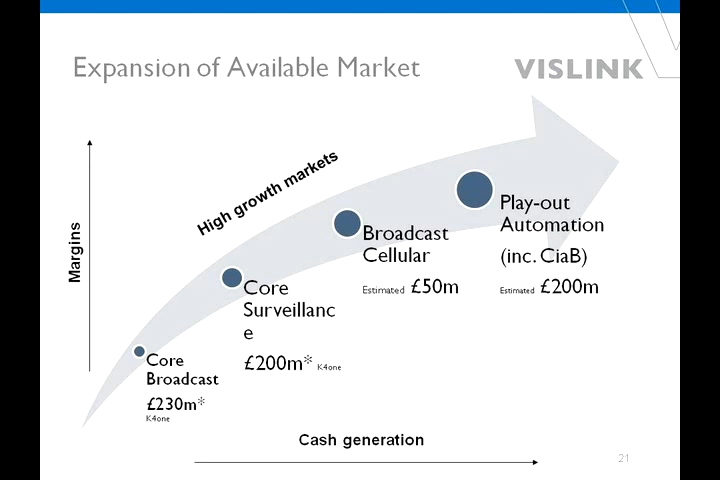 Expansion of Available Market
VISLINK
High growth markets
Margins
Play-out
Automation
(inc. CiaB)
Estimated £200m
Broadcast
Cellular
Estimated £50m
Core
Surveillanc
e
£200m* K4one
Core
Broadcast
£230m*
K4one
Cash generation
21